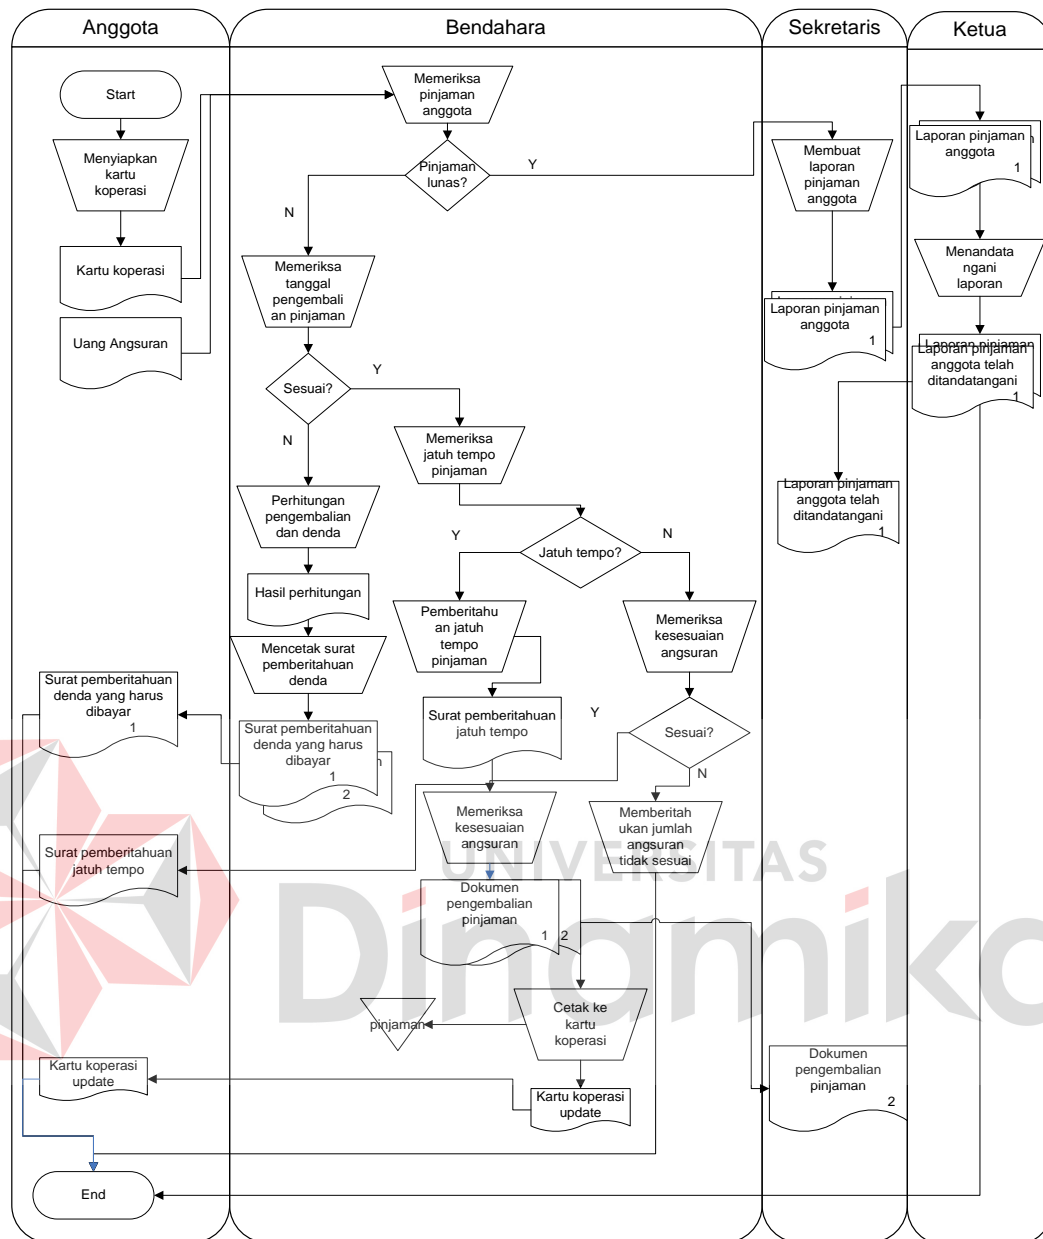 Anggota
Bendahara
Sekretaris
Ketua
Start
Menyiapkan
kartu
koperasi
Kartu koperasi
Uang Angsuran
Memeriksa
pinjaman
anggota
Pinjaman
lunas?
Y
N
Memeriksa
tanggal
pengembali
an pinjaman
Sesuai?
Y
N
Memeriksa
jatuh tempo
pinjaman
Perhitungan
pengembalian
dan denda
Hasil perhitungan
Mencetak surat
pemberitahuan
denda
Surat pemberitahuan
denda yang harus
dibayar
1
n
2
Jatuh tempo?
Y
N
Pemberitahu
an jatuh
tempo
pinjaman
Surat pemberitahuan
jatuh tempo
Memeriksa
kesesuaian
angsuran
Sesuai?
Y
N
Memeriksa
kesesuaian
angsuran
Memberitah
ukan jumlah
angsuran
tidak sesuai
Dokumen
pengembalian
pinjaman
1
2
Cetak ke
kartu
koperasi
pinjaman
Kartu koperasi
update
Surat pemberitahuan
denda yang harus
dibayar
1
Surat pemberitahuan
jatuh tempo
Kartu koperasi
update
End
Membuat
laporan
pinjaman
anggota
Laporan pinjaman
Laporan pinjaman
anggota
1
Laporan pinjaman
anggota telah
ditandatangani
1
Dokumen
pengembalian
pinjaman
2
Laporan pinjaman
anggota
1
Menandata
ngani
laporan
Laporan pinjaman
Laporan pinjaman
anggota telah
ditandatangani
1
UNIVERSITAS
Dinamika